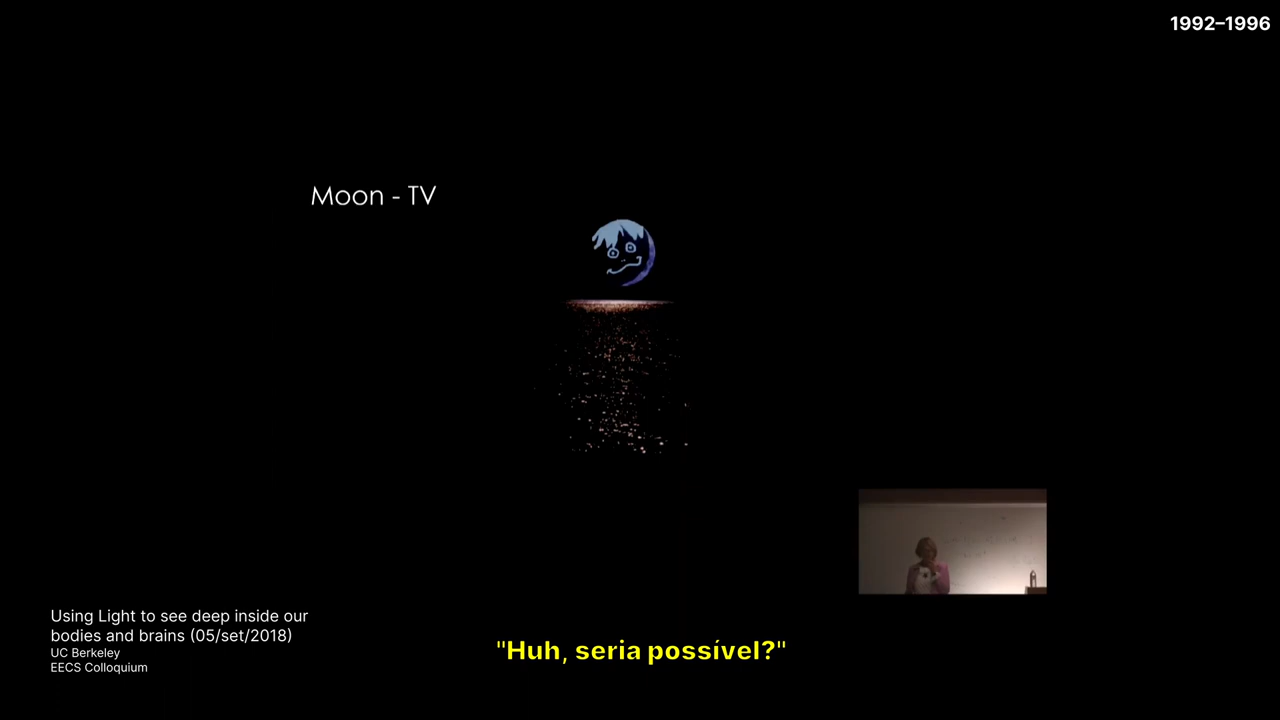 1992–1996
Moon - TV
Using Light to see deep inside our
bodies and brains (05/set/2018)
UC Berkeley
EECS Colloquium
"Huh, seria possível?"